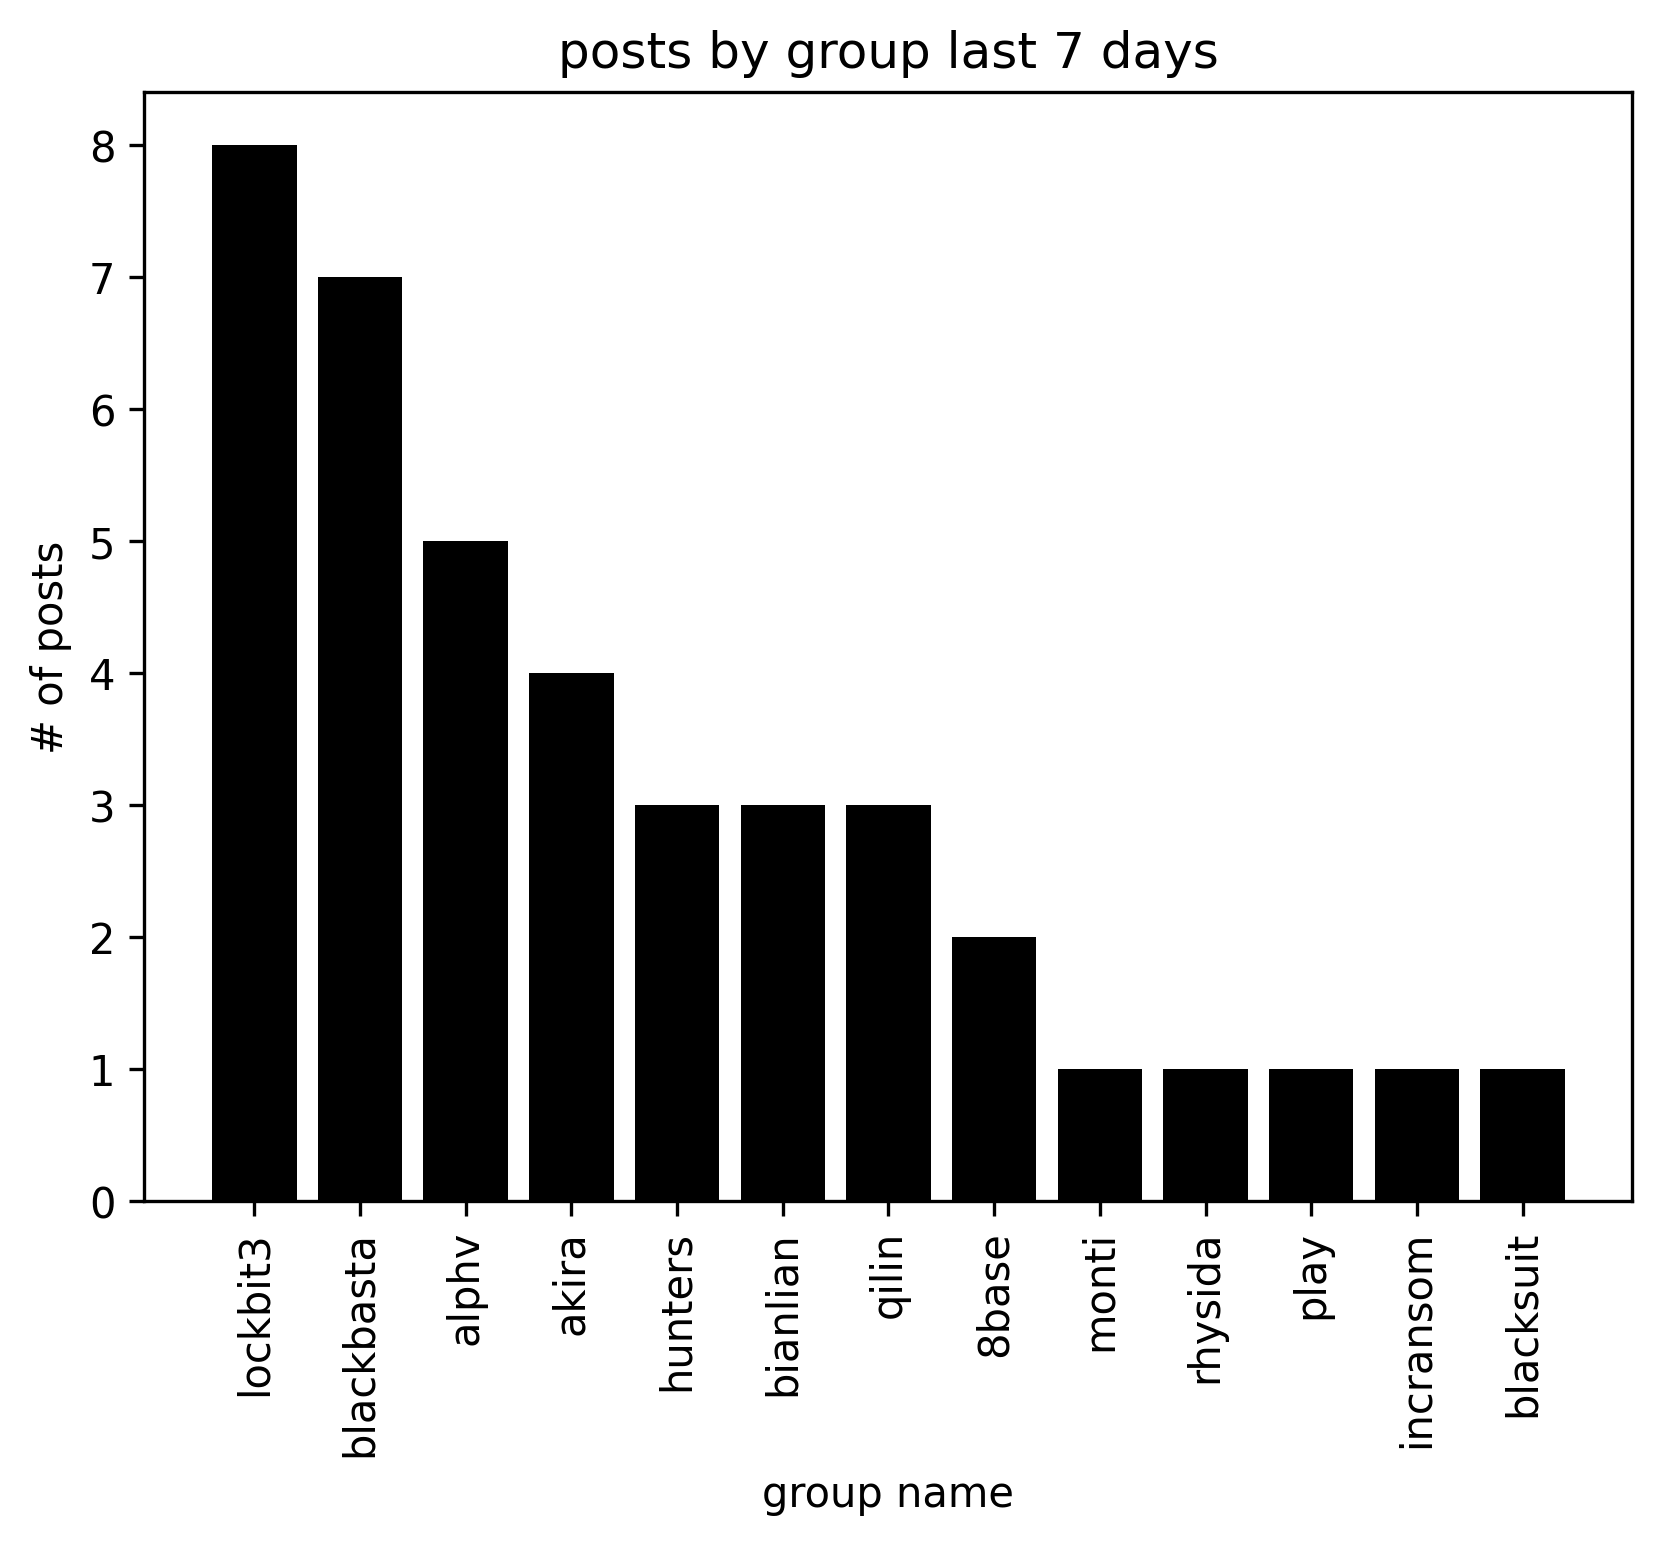 posts by group last 7 days
# of posts
8
7
6
5
4
3
2
1
0
lockbit3
blackbasta
alphv
akira
hunters
bianlian
qilin
8base
monti
rhysida
play
incransom
blacksuit
group name